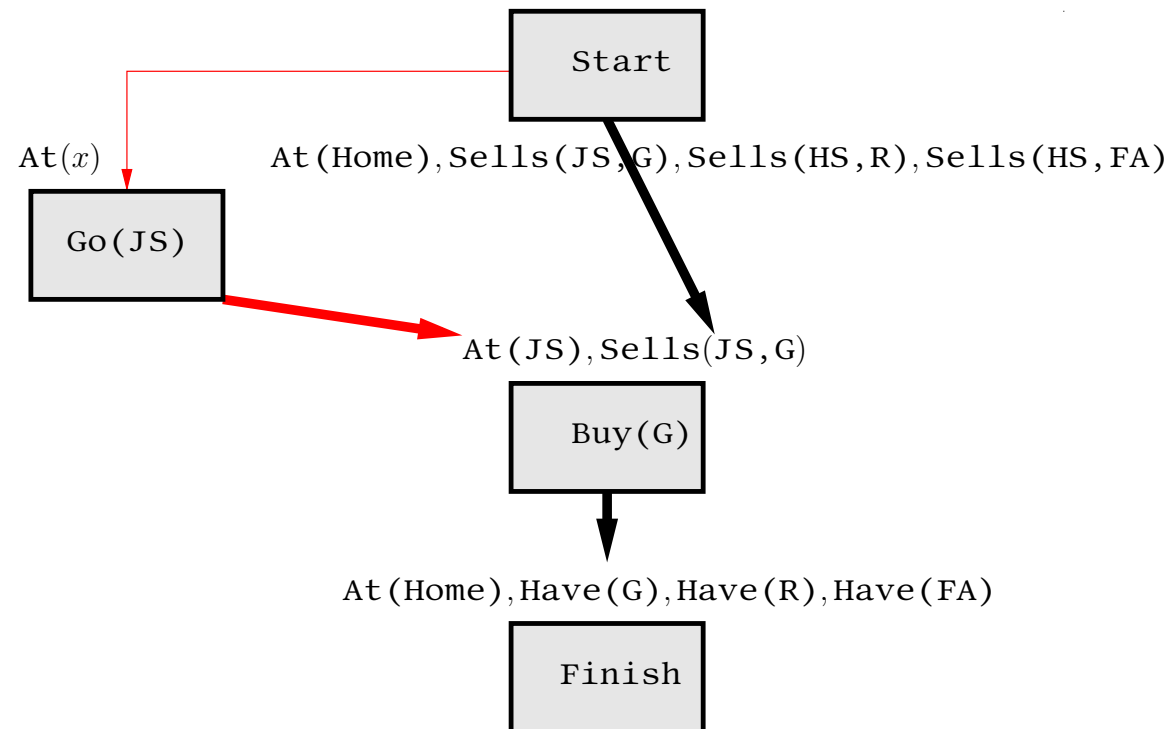 Start
At(x)
At(Home),Sells(JS,G),Sells(HS,R),Sells(HS,FA)
Go(JS)
At(JS),Sells(JS,G)
Buy(G)
At(Home),Have(G),Have(R),Have(FA)
Finish